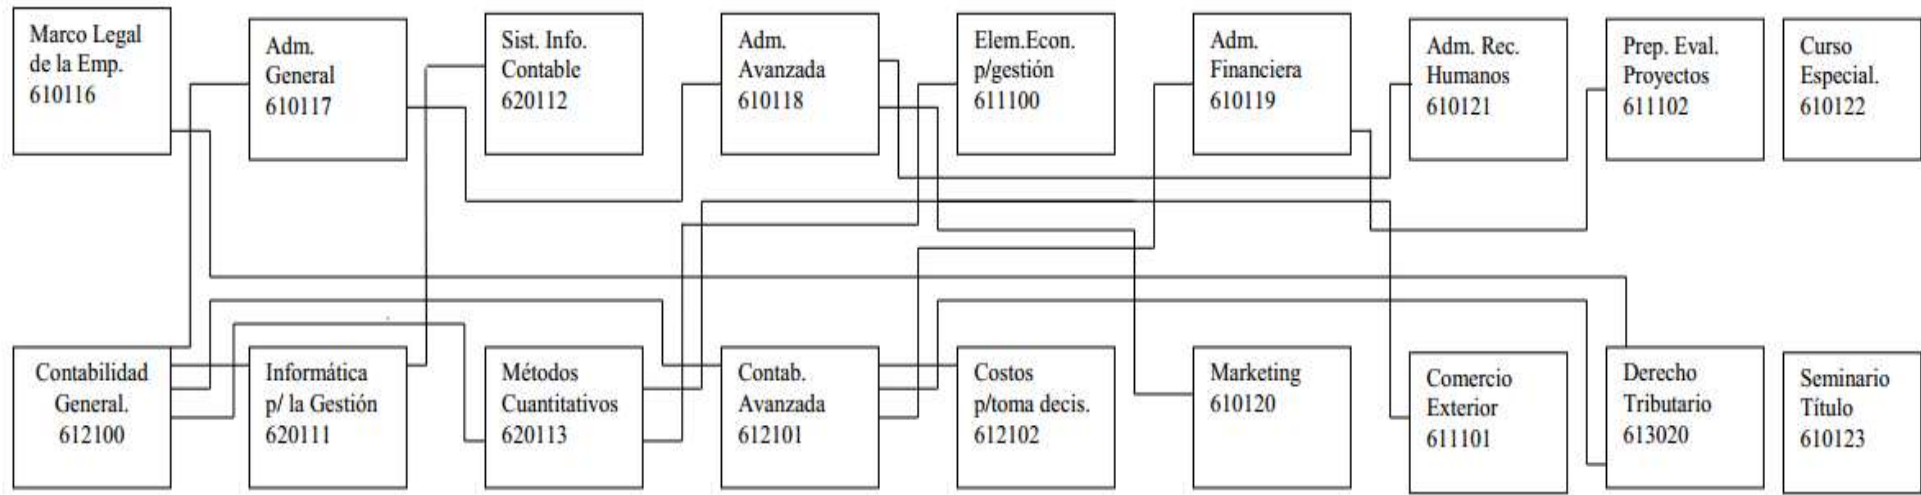 Marco Legal
de la Emp.
610116
Adm.
General
610117
Sist. Info.
Contable
620112
Adm.
Avanzada
610118
Elem.Econ.
p/gestión
611100
Adm.
Financiera
610119
Adm. Rec.
Humanos
610121
Prep. Eval.
Proyectos
611102
Curso
Especial.
610122
Contabilidad
General.
612100
Informática
p/ la Gestión
620111
Métodos
Cuantitativos
620113
Contab.
Avanzada
612101
Costos
p/toma decis.
612102
Marketing
610120
Comercio
Exterior
611101
Derecho
Tributario
613020
Seminario
Título
610123